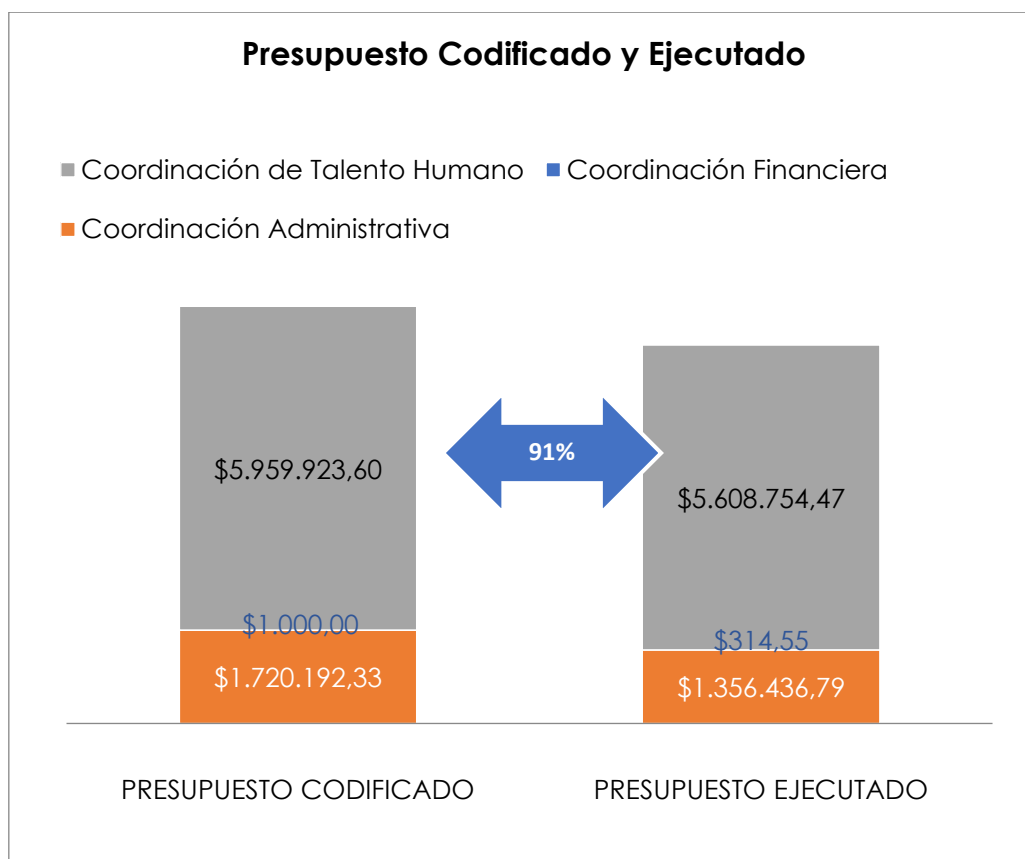 Presupuesto Codificado y Ejecutado
Coordinación de Talento Humano Coordinación Financiera
Coordinación Administrativa
91%
$5.959.923,60
$5.608.754,47
$1.000,00
$314,55
$1.720.192,33
$1.356.436,79
PRESUPUESTO CODIFICADO PRESUPUESTO EJECUTADO